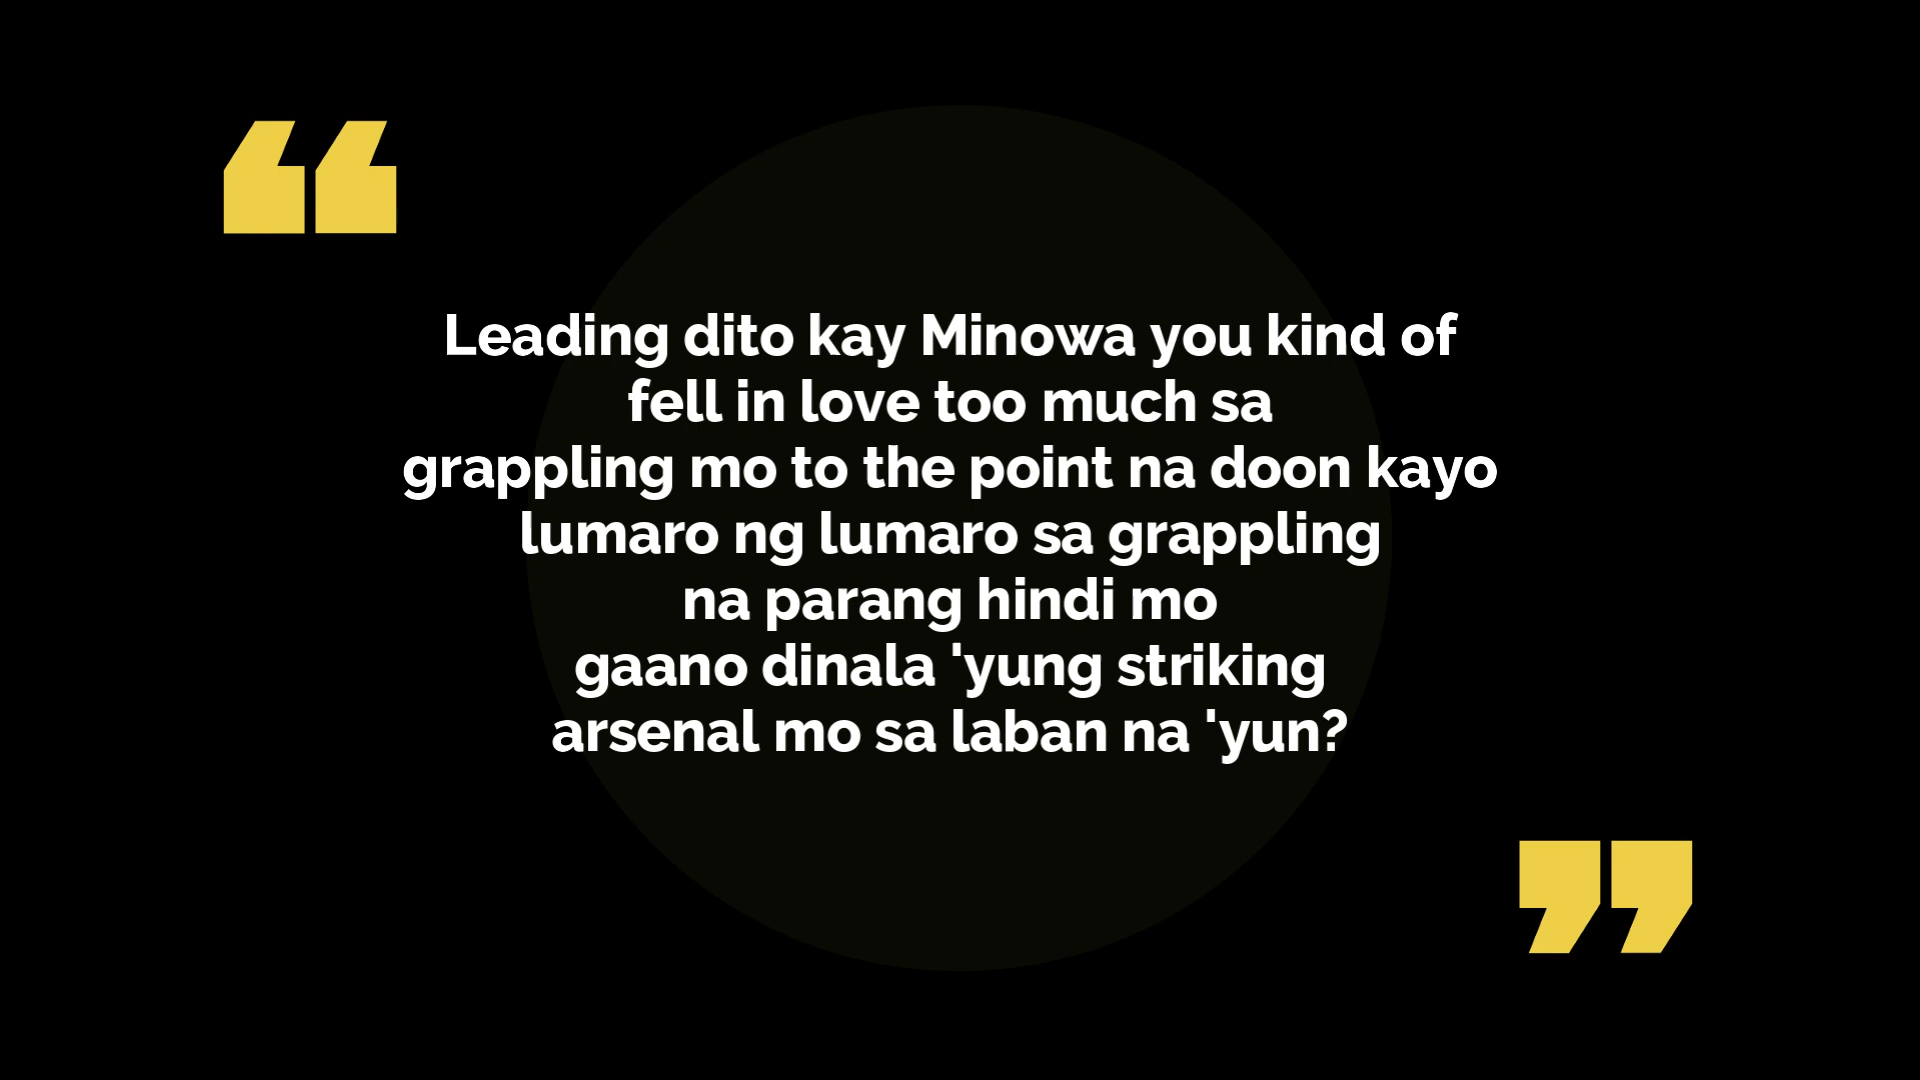 Leading dito kay Minowa you kind of
fell in love too much sa
grappling mo to the point na doon kayo
lumaro ng lumaro sa grappling
na parang hindi mo
gaano dinala 'yung striking
arsenal mo sa laban na 'yun?